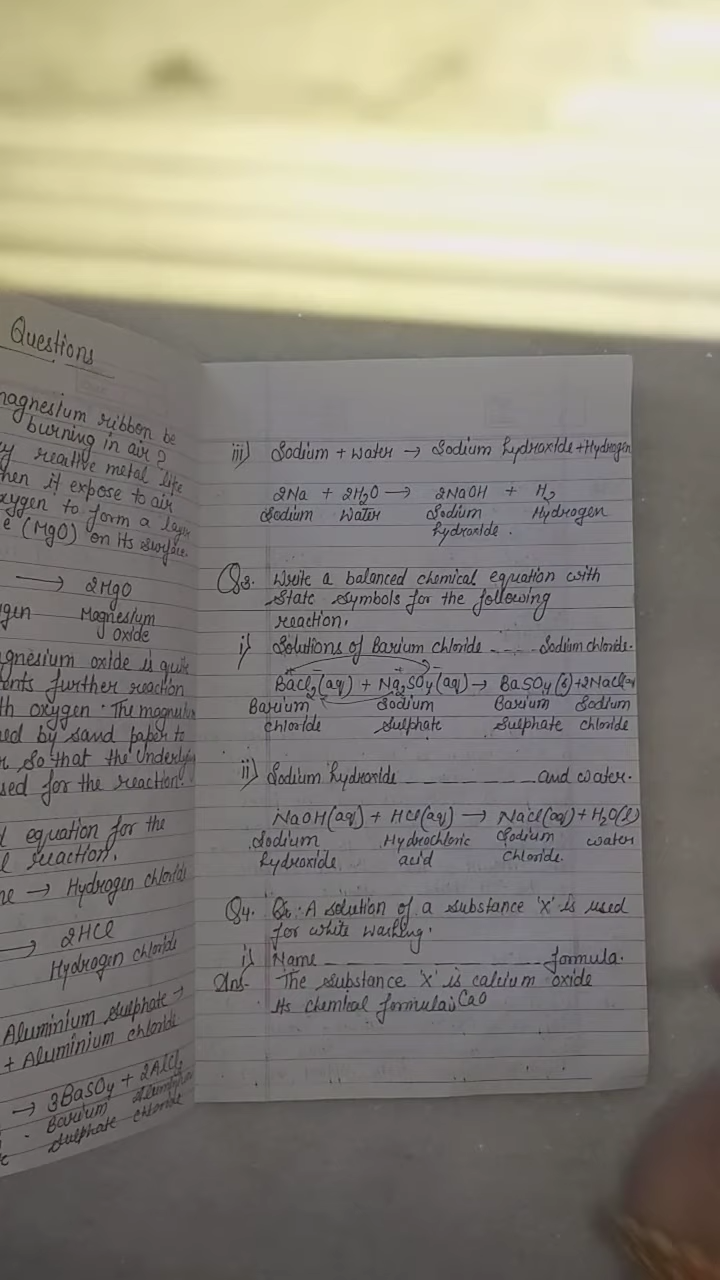 Questions
magnesium ribbon be
burning in air?
reactive metal life
then it expose to air
oxygen to form a layer
(MgO) on its surface.
⟶ 2MgO
Magnesium
oxide
magnesium oxide is quite
further reaction
oxygen. The magnesium
by sand paper to
so that the underlying
for the reaction.
equation for the
reaction.
→ Hydrogen chloride
⟶ 2HCl
Hydrogen chloride
Aluminium sulphate →
+ Aluminium chloride
→ 3BaSO4 + 2AlCl3
Barium Aluminium
sulphate chloride
iii) Sodium + water → Sodium hydroxide + Hydrogen
2Na + 2H2O ⟶ 2NaOH + H2
Sodium Water Sodium Hydrogen
hydroxide.
Q3. Write a balanced chemical equation with
state symbols for the following
reaction.
i) Solutions of Barium chloride ---- Sodium chloride.
BaCl2(aq) + Na2SO4(aq) → BaSO4(s) + 2NaCl(aq
Barium Sodium Barium Sodium
chloride sulphate sulphate chloride
ii) Sodium hydroxide ---------- and water.
NaOH(aq) + HCl(aq) ⟶ NaCl(aq) + H2O(l)
Sodium Hydrochloric Sodium water
hydroxide acid chloride.
Q4. A solution of a substance 'X' is used
for white washing.
i) Name ---------- formula.
Ans- The substance 'X' is calcium oxide
Its chemical formula is CaO